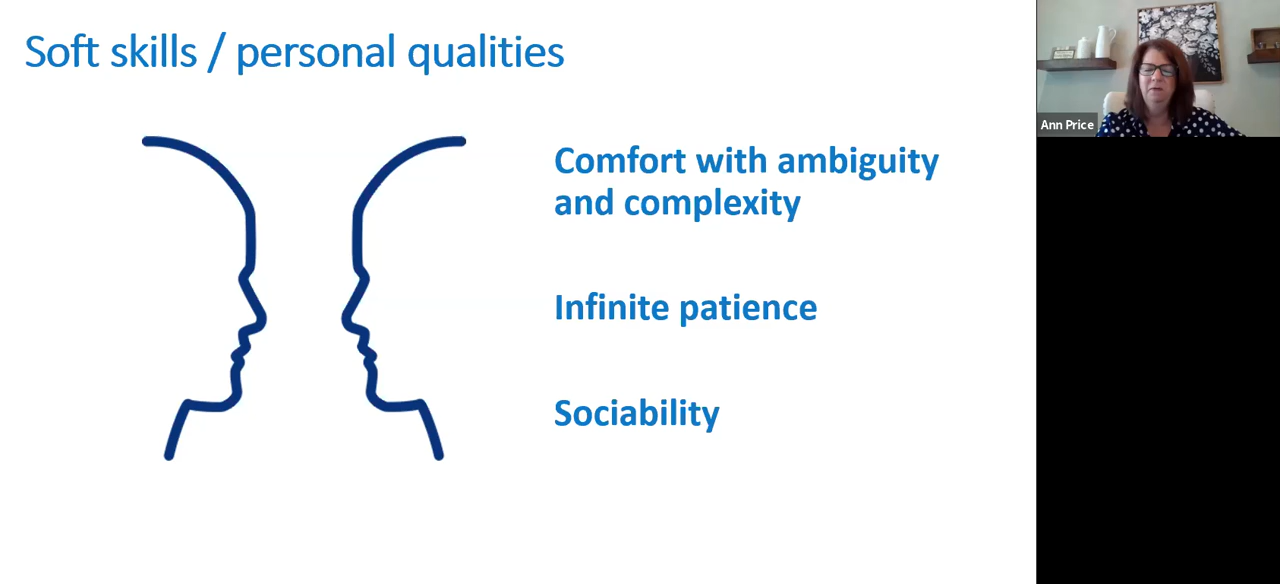 Soft skills / personal qualities
Comfort with ambiguity
and complexity
Infinite patience
Sociability
Ann Price